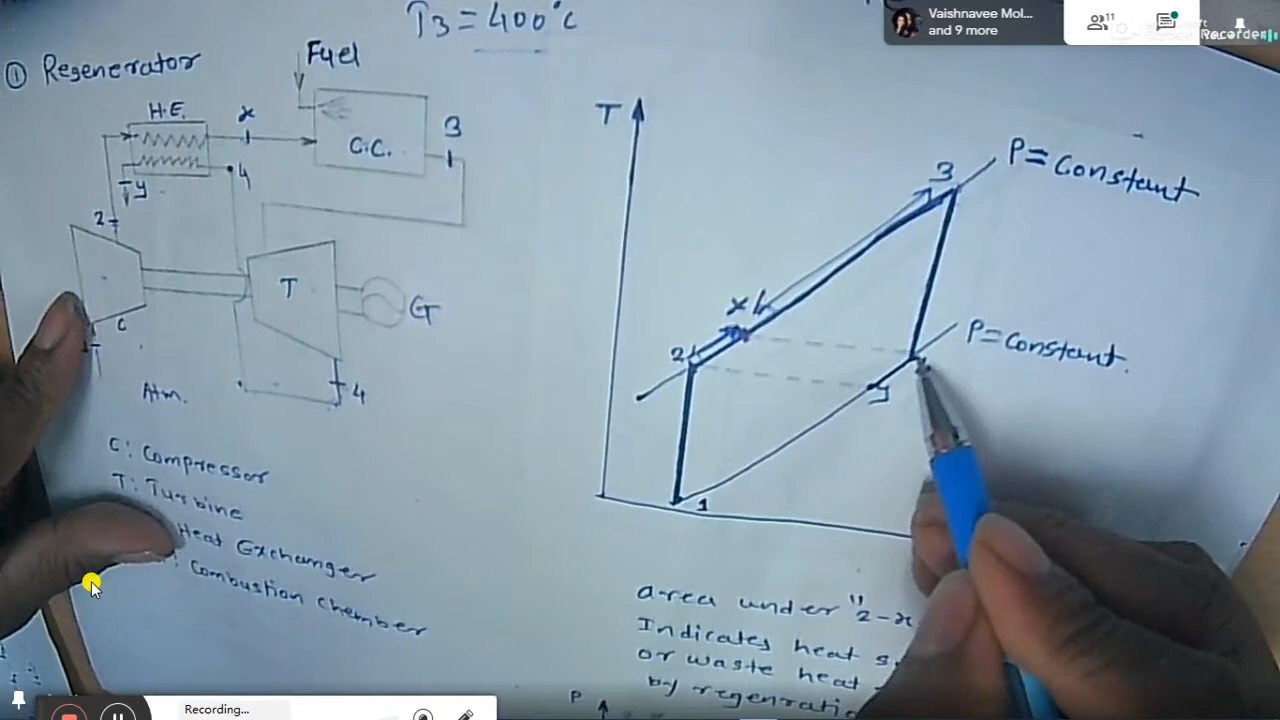 T3 = 400°C
Vaishnavee Mol...
and 9 more
11
Recorder
① Regenerator
Fuel
H.E.
x
C.C.
3
4
y
2
T
G
C
1
4
Atm.
C: Compressor
T: Turbine
Heat Exchanger
: Combustion Chamber
T
3
P = Constant
x
2
P = Constant.
y
1
area under "2-x
Indicates heat s
or waste heat
by regenratio
P
Recording...